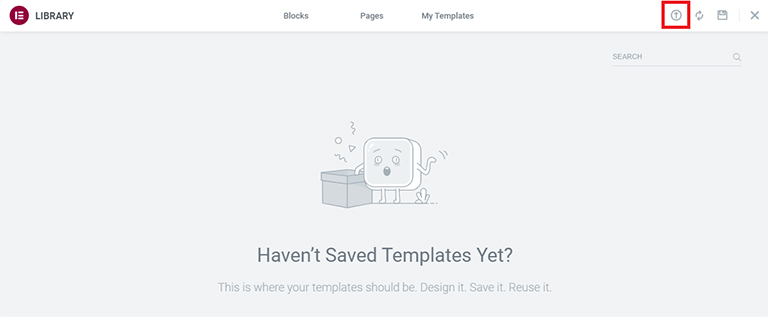 LIBRARY
Blocks
Pages
My Templates
SEARCH
Haven't Saved Templates Yet?
This is where your templates should be. Design it. Save it. Reuse it.